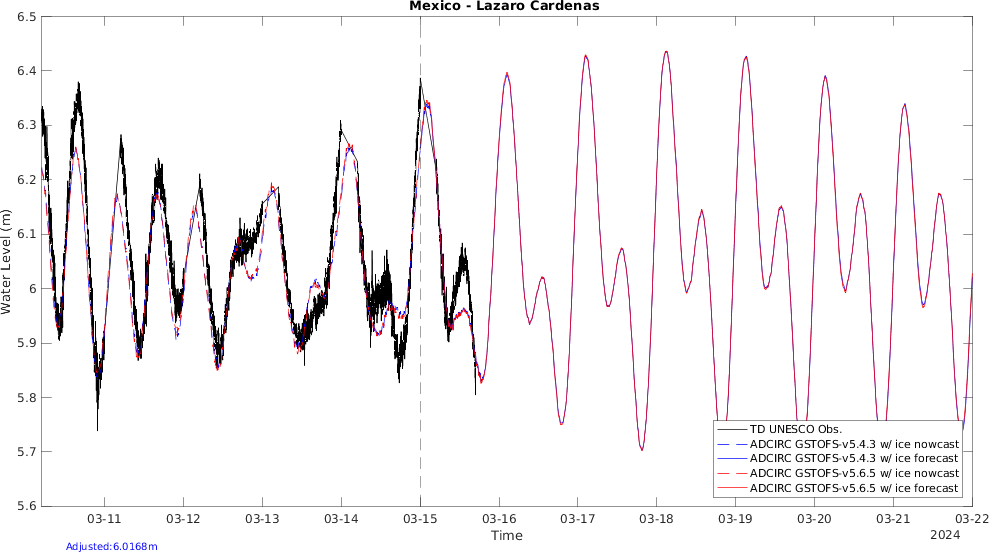 Mexico - Lazaro Cardenas
6.5
6.4
6.3
6.2
6.1
6
5.9
5.8
5.7
5.6
Water Level (m)
TD UNESCO Obs.
ADCIRC GSTOFS-v5.4.3 w/ ice nowcast
ADCIRC GSTOFS-v5.4.3 w/ ice forecast
ADCIRC GSTOFS-v5.6.5 w/ ice nowcast
ADCIRC GSTOFS-v5.6.5 w/ ice forecast
03-11 03-12 03-13 03-14 03-15 03-16 03-17 03-18 03-19 03-20 03-21 03-22
Time
2024
Adjusted:6.0168m